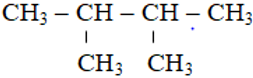 CH₃ – CH – CH – CH₃
CH₃ CH₃